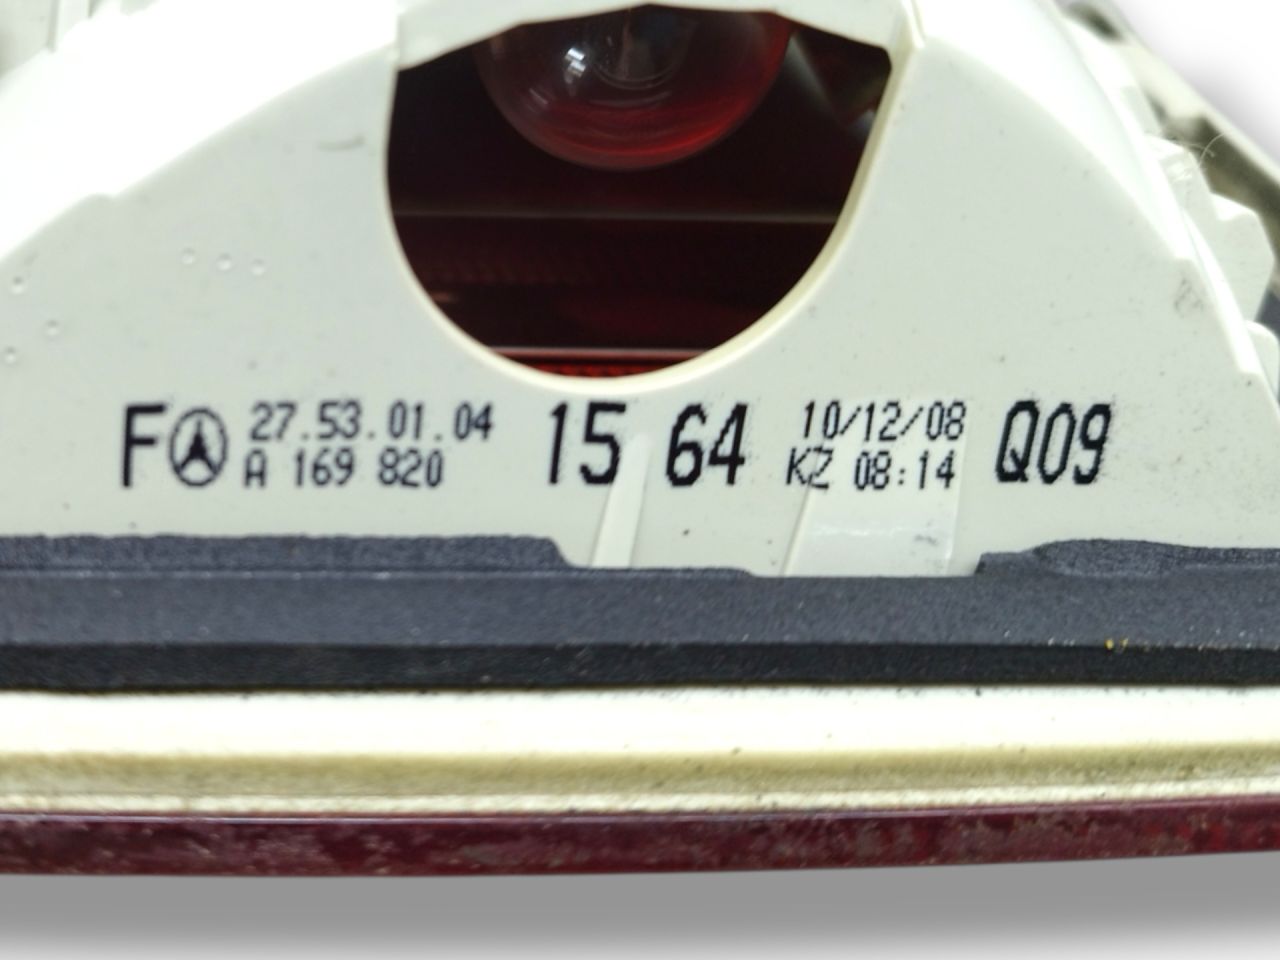 F 27.53.01.04 15 64 10/12/08 Q09
A 169 820 KZ 08:14